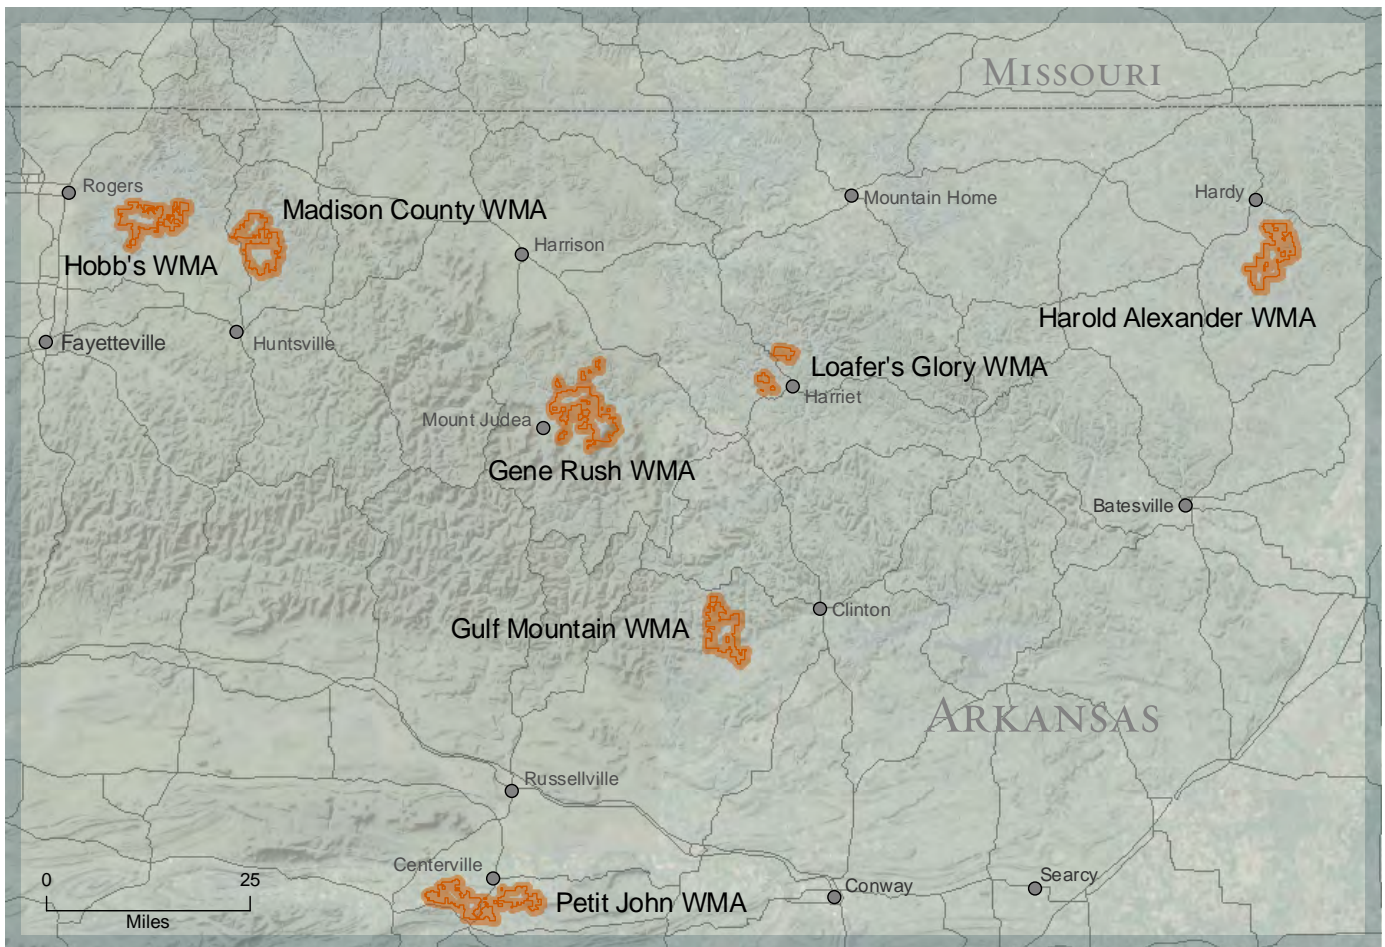 MISSOURI
Rogers
Hardy
Mountain Home
Madison County WMA
Harrison
Hobb's WMA
Harold Alexander WMA
Fayetteville
Huntsville
Loafer's Glory WMA
Harriet
Mount Judea
Gene Rush WMA
Batesville
Clinton
Gulf Mountain WMA
ARKANSAS
Russellville
Centerville
Searcy
0 25
Conway
Petit John WMA
Miles